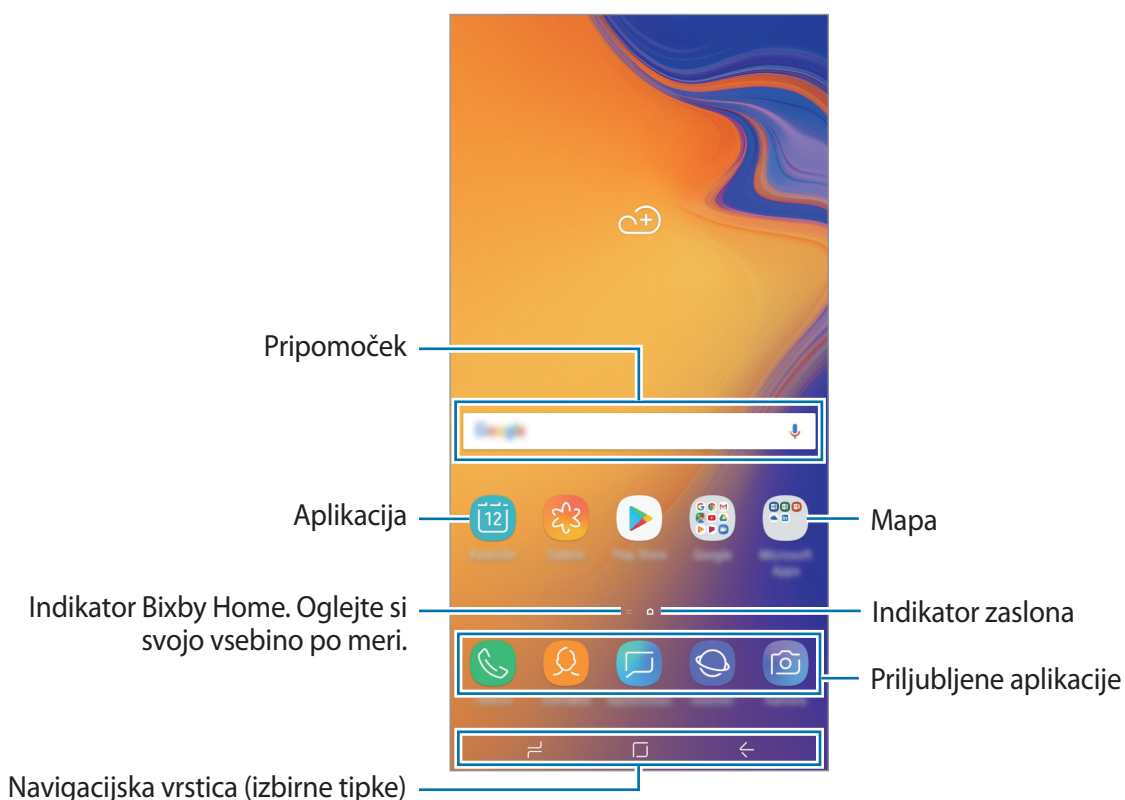 Pripomoček
Aplikacija
Mapa
Indikator Bixby Home. Oglejte si
svojo vsebino po meri.
Indikator zaslona
Priljubljene aplikacije
Navigacijska vrstica (izbirne tipke)
12